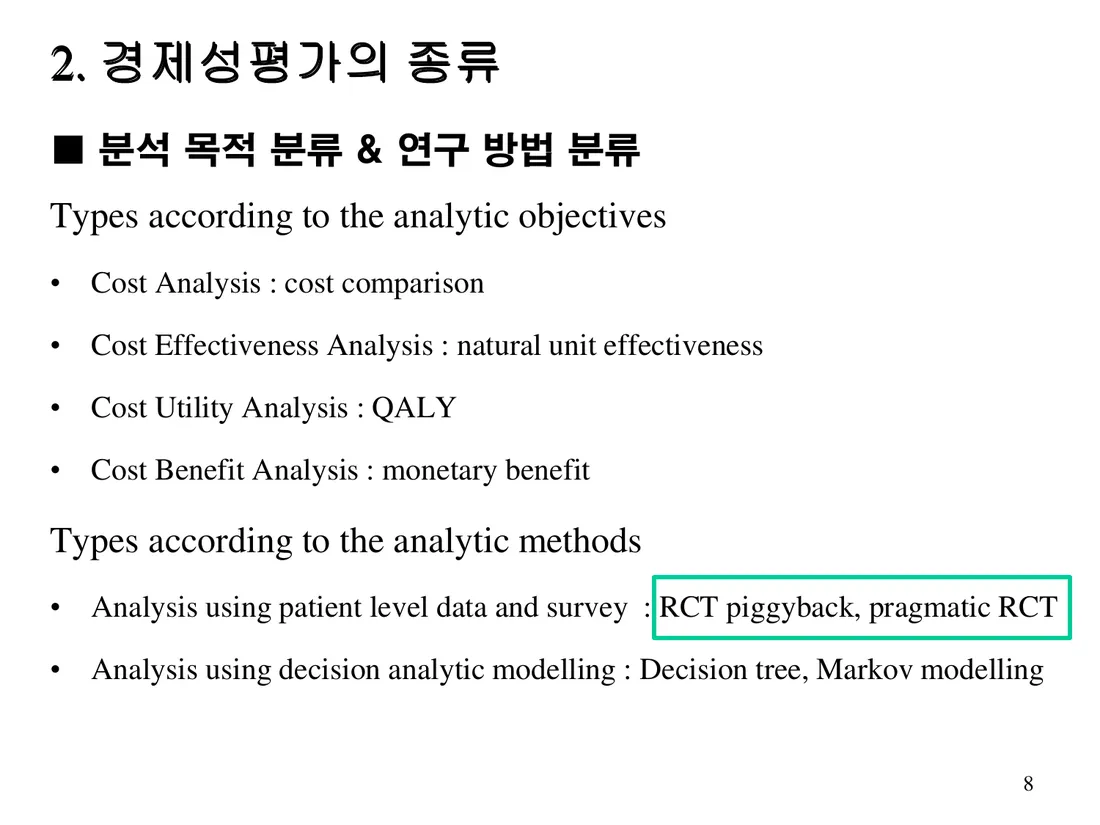 2. 경제성평가의 종류
■ 분석 목적 분류 & 연구 방법 분류
Types according to the analytic objectives
• Cost Analysis : cost comparison
• Cost Effectiveness Analysis : natural unit effectiveness
• Cost Utility Analysis : QALY
• Cost Benefit Analysis : monetary benefit
Types according to the analytic methods
• Analysis using patient level data and survey : RCT piggyback, pragmatic RCT
• Analysis using decision analytic modelling : Decision tree, Markov modelling
8